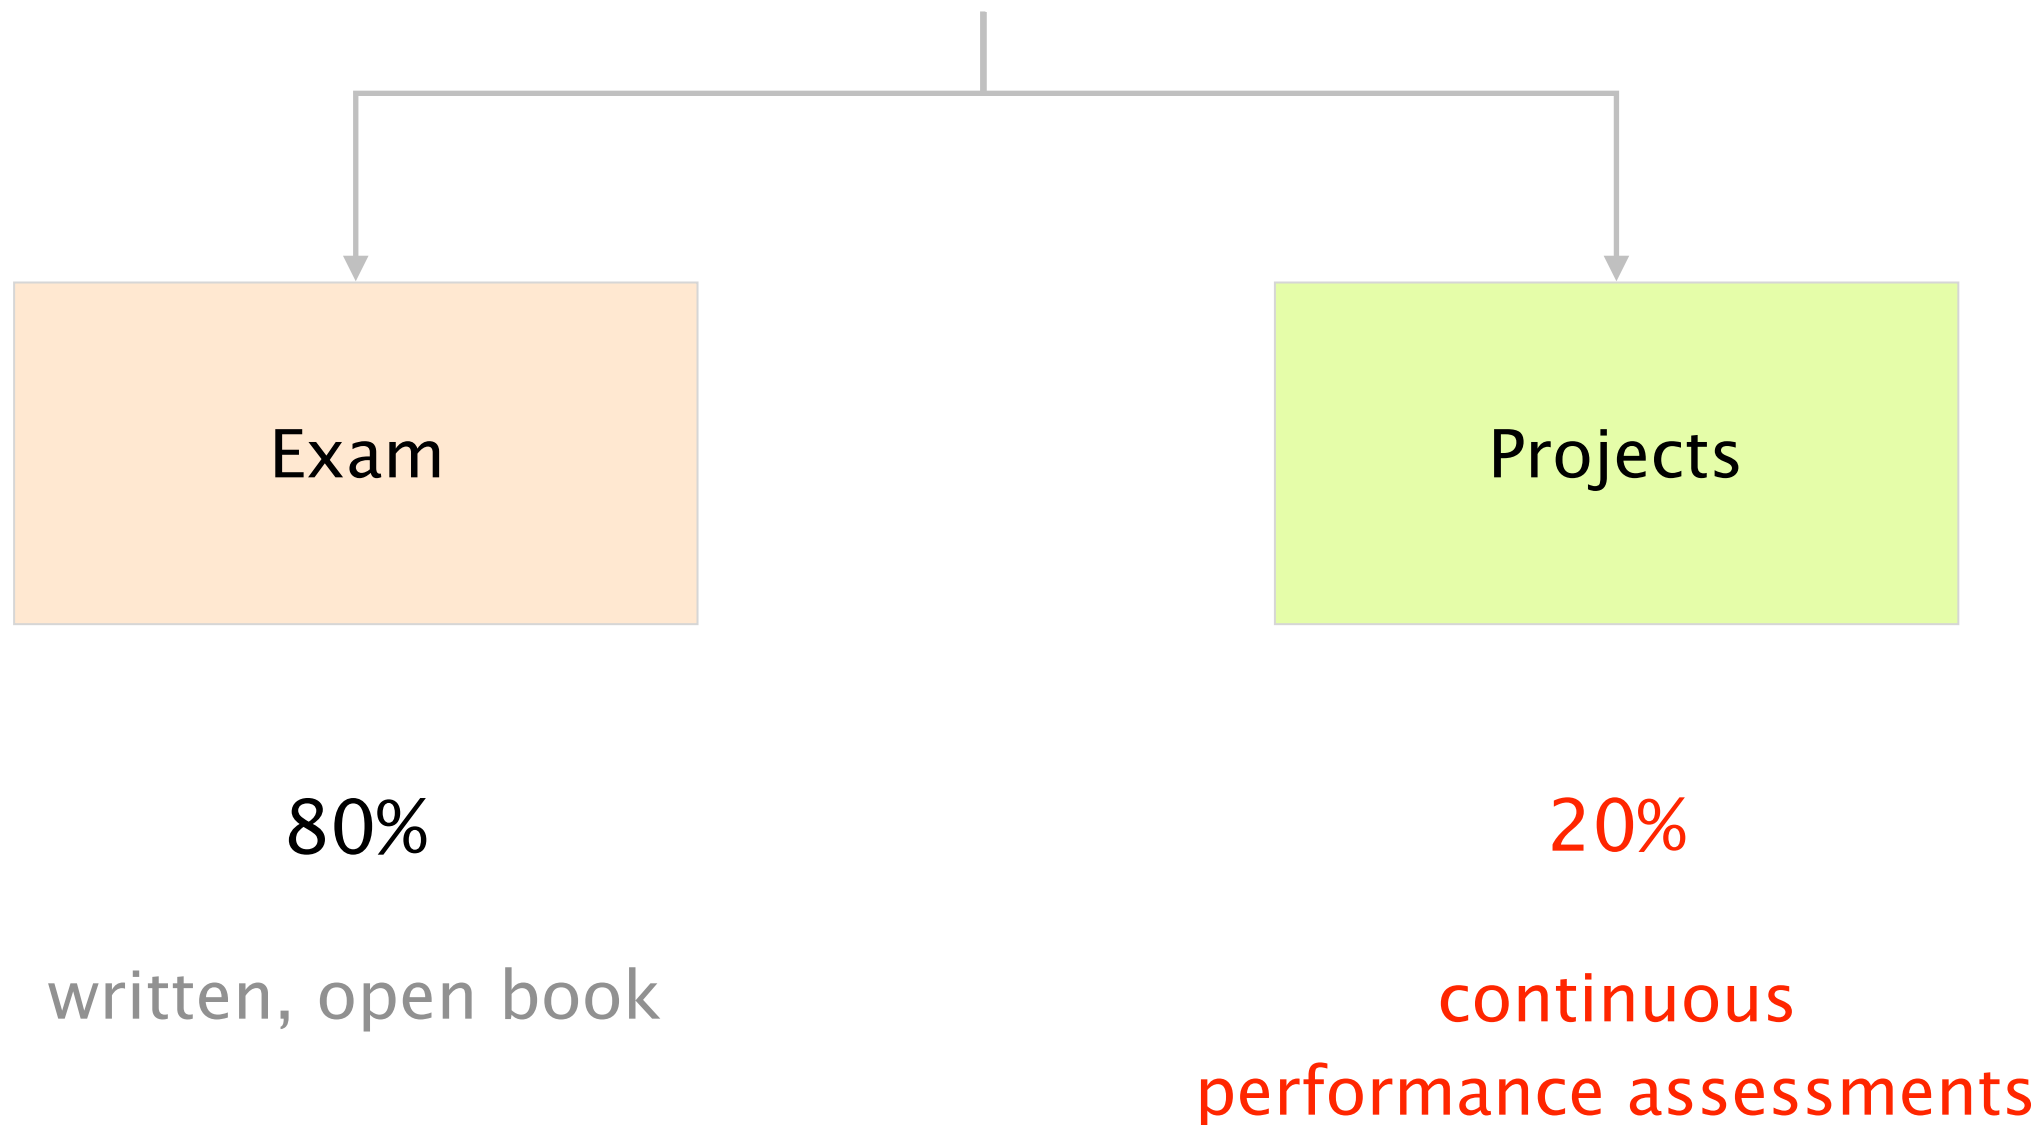 Exam
Projects
80%
20%
written, open book
continuous
performance assessments